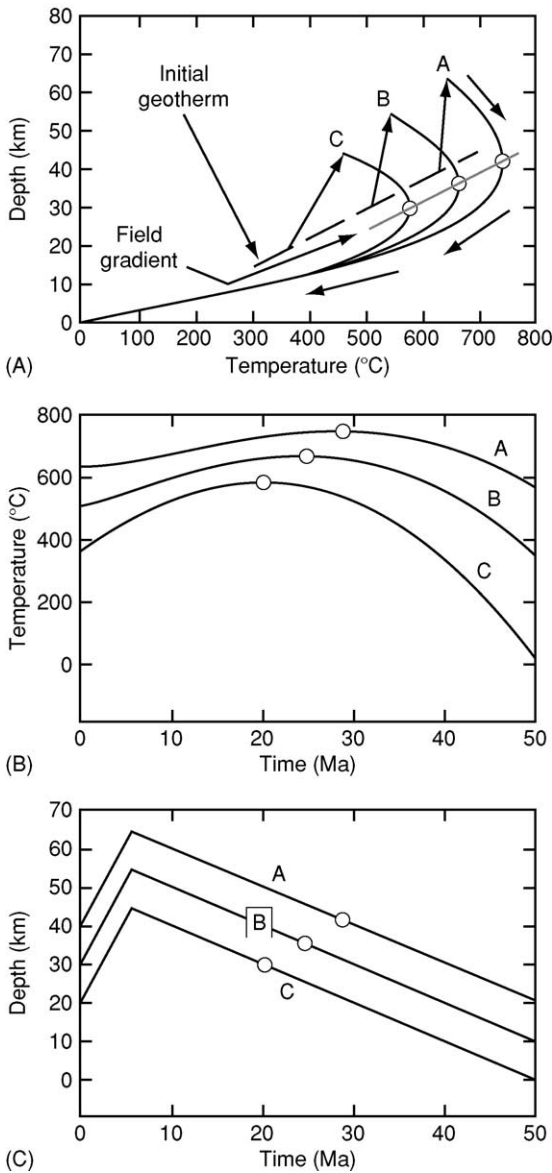 80
70
60
50
40
30
20
10
0
Depth (km)
Initial
geotherm
Field
gradient
A
B
C
0 100 200 300 400 500 600 700 800
Temperature (°C)
(A)
800
600
400
200
0
Temperature (°C)
A
B
C
0 10 20 30 40 50
Time (Ma)
(B)
70
60
50
40
30
20
10
0
Depth (km)
A
B
C
0 10 20 30 40 50
Time (Ma)
(C)